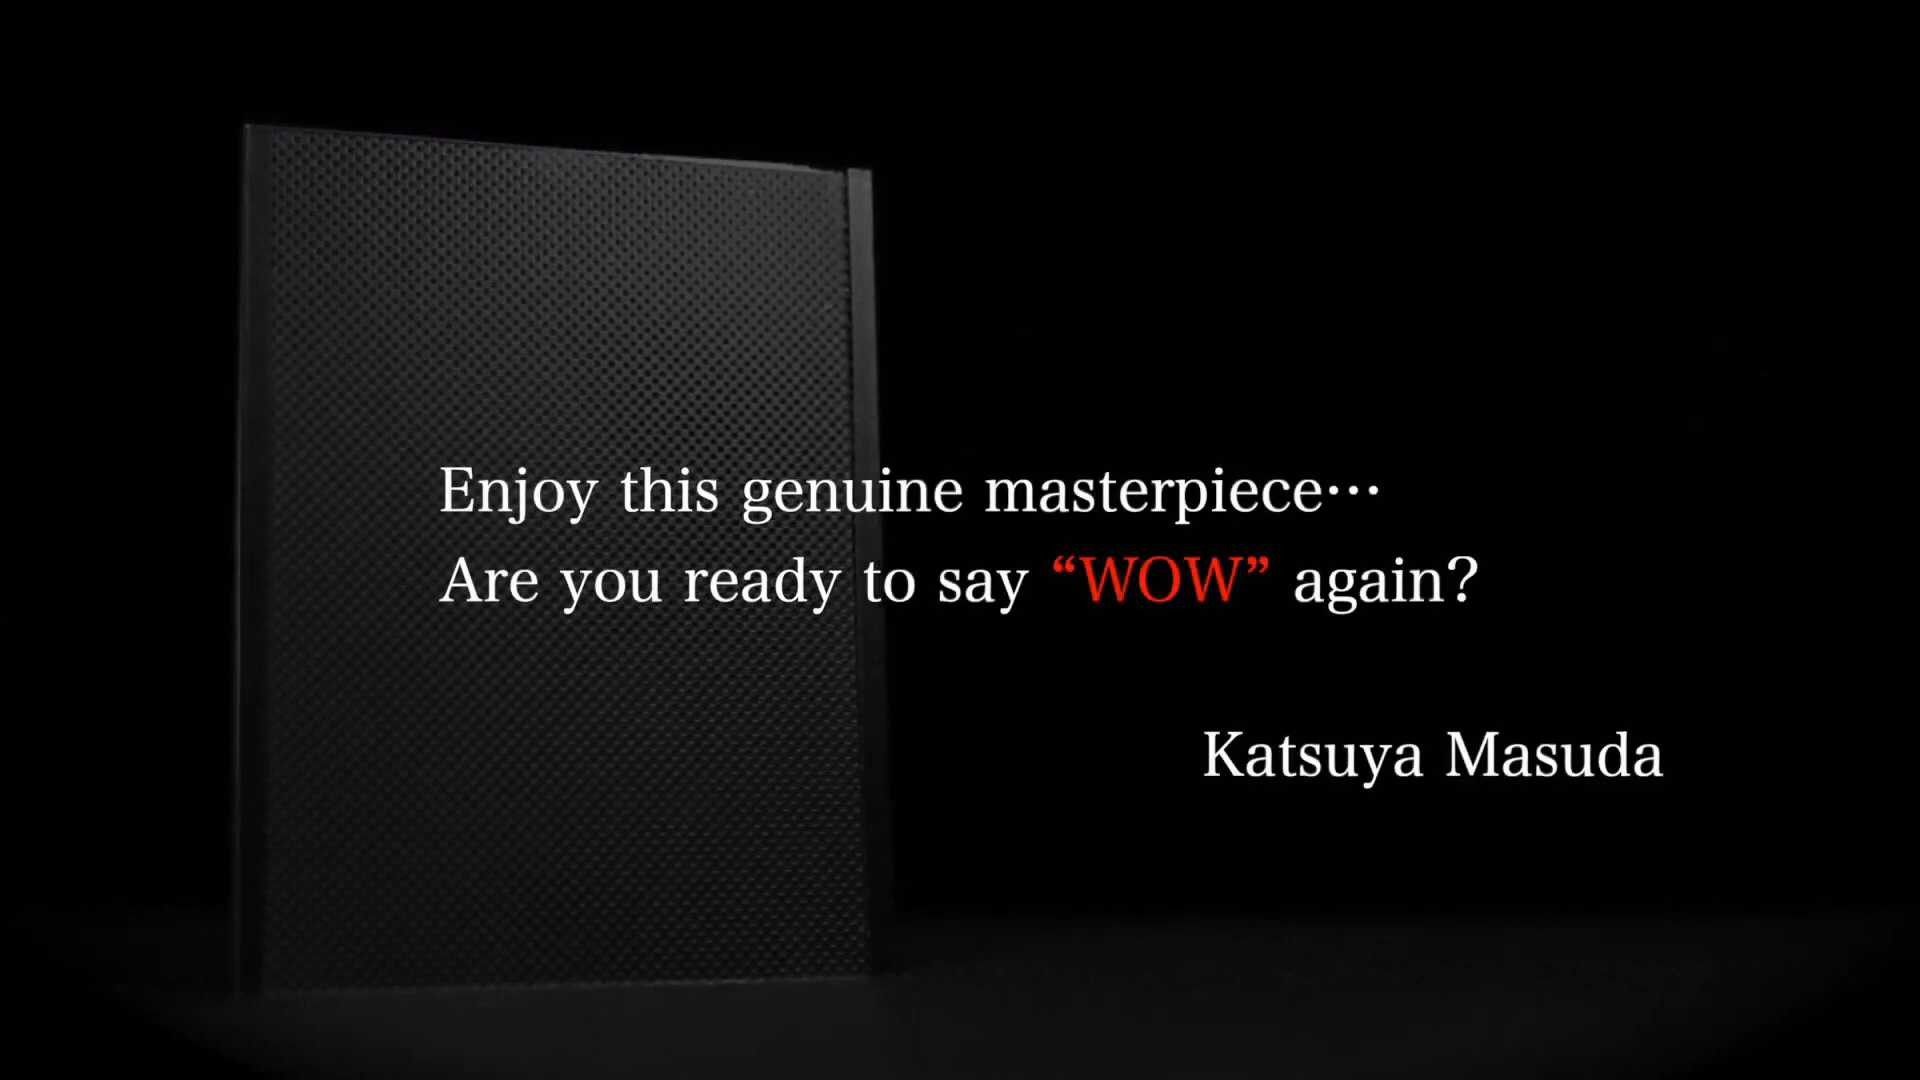 Enjoy this genuine masterpiece…
Are you ready to say “WOW” again?
Katsuya Masuda